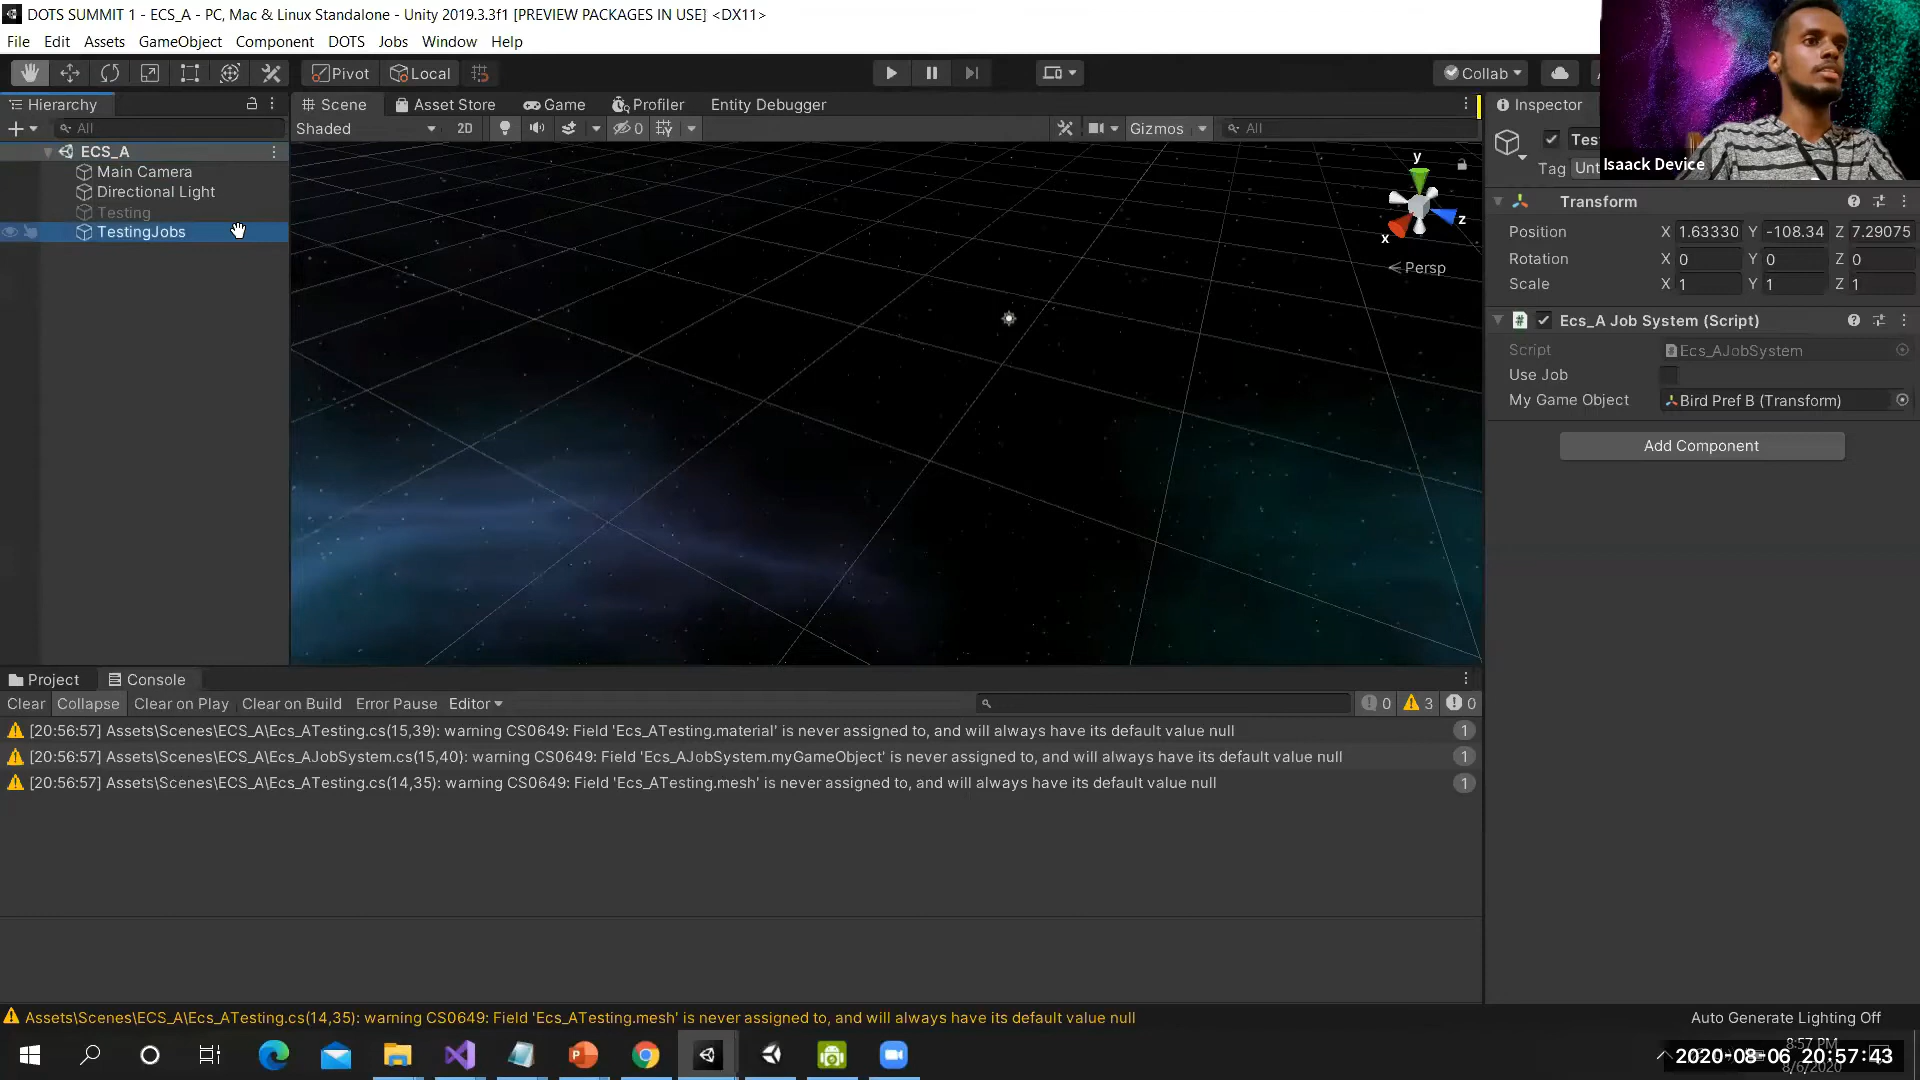 DOTS SUMMIT 1 - ECS_A - PC, Mac & Linux Standalone - Unity 2019.3.3f1 [PREVIEW PACKAGES IN USE] <DX11>
File Edit Assets GameObject Component DOTS Jobs Window Help
Pivot Local Collab
Hierarchy Scene Asset Store Game Profiler Entity Debugger Inspector
All Shaded 2D 0 Gizmos All
ECS_A
Main Camera
Directional Light
Testing
TestingJobs
y
z
x
Persp
Isaack Device
Tes
Tag Unt
Transform
Position X 1.63330 Y -108.34 Z 7.29075
Rotation X 0 Y 0 Z 0
Scale X 1 Y 1 Z 1
# Ecs_A Job System (Script)
Script Ecs_AJobSystem
Use Job
My Game Object Bird Pref B (Transform)
Add Component
Project Console
Clear Collapse Clear on Play Clear on Build Error Pause Editor 0 3 0
[20:56:57] Assets\Scenes\ECS_A\Ecs_ATesting.cs(15,39): warning CS0649: Field 'Ecs_ATesting.material' is never assigned to, and will always have its default value null 1
[20:56:57] Assets\Scenes\ECS_A\Ecs_AJobSystem.cs(15,40): warning CS0649: Field 'Ecs_AJobSystem.myGameObject' is never assigned to, and will always have its default value null 1
[20:56:57] Assets\Scenes\ECS_A\Ecs_ATesting.cs(14,35): warning CS0649: Field 'Ecs_ATesting.mesh' is never assigned to, and will always have its default value null 1
Assets\Scenes\ECS_A\Ecs_ATesting.cs(14,35): warning CS0649: Field 'Ecs_ATesting.mesh' is never assigned to, and will always have its default value null
Auto Generate Lighting Off
8:57 PM
2020-08-06 20:57:43
8/6/2020